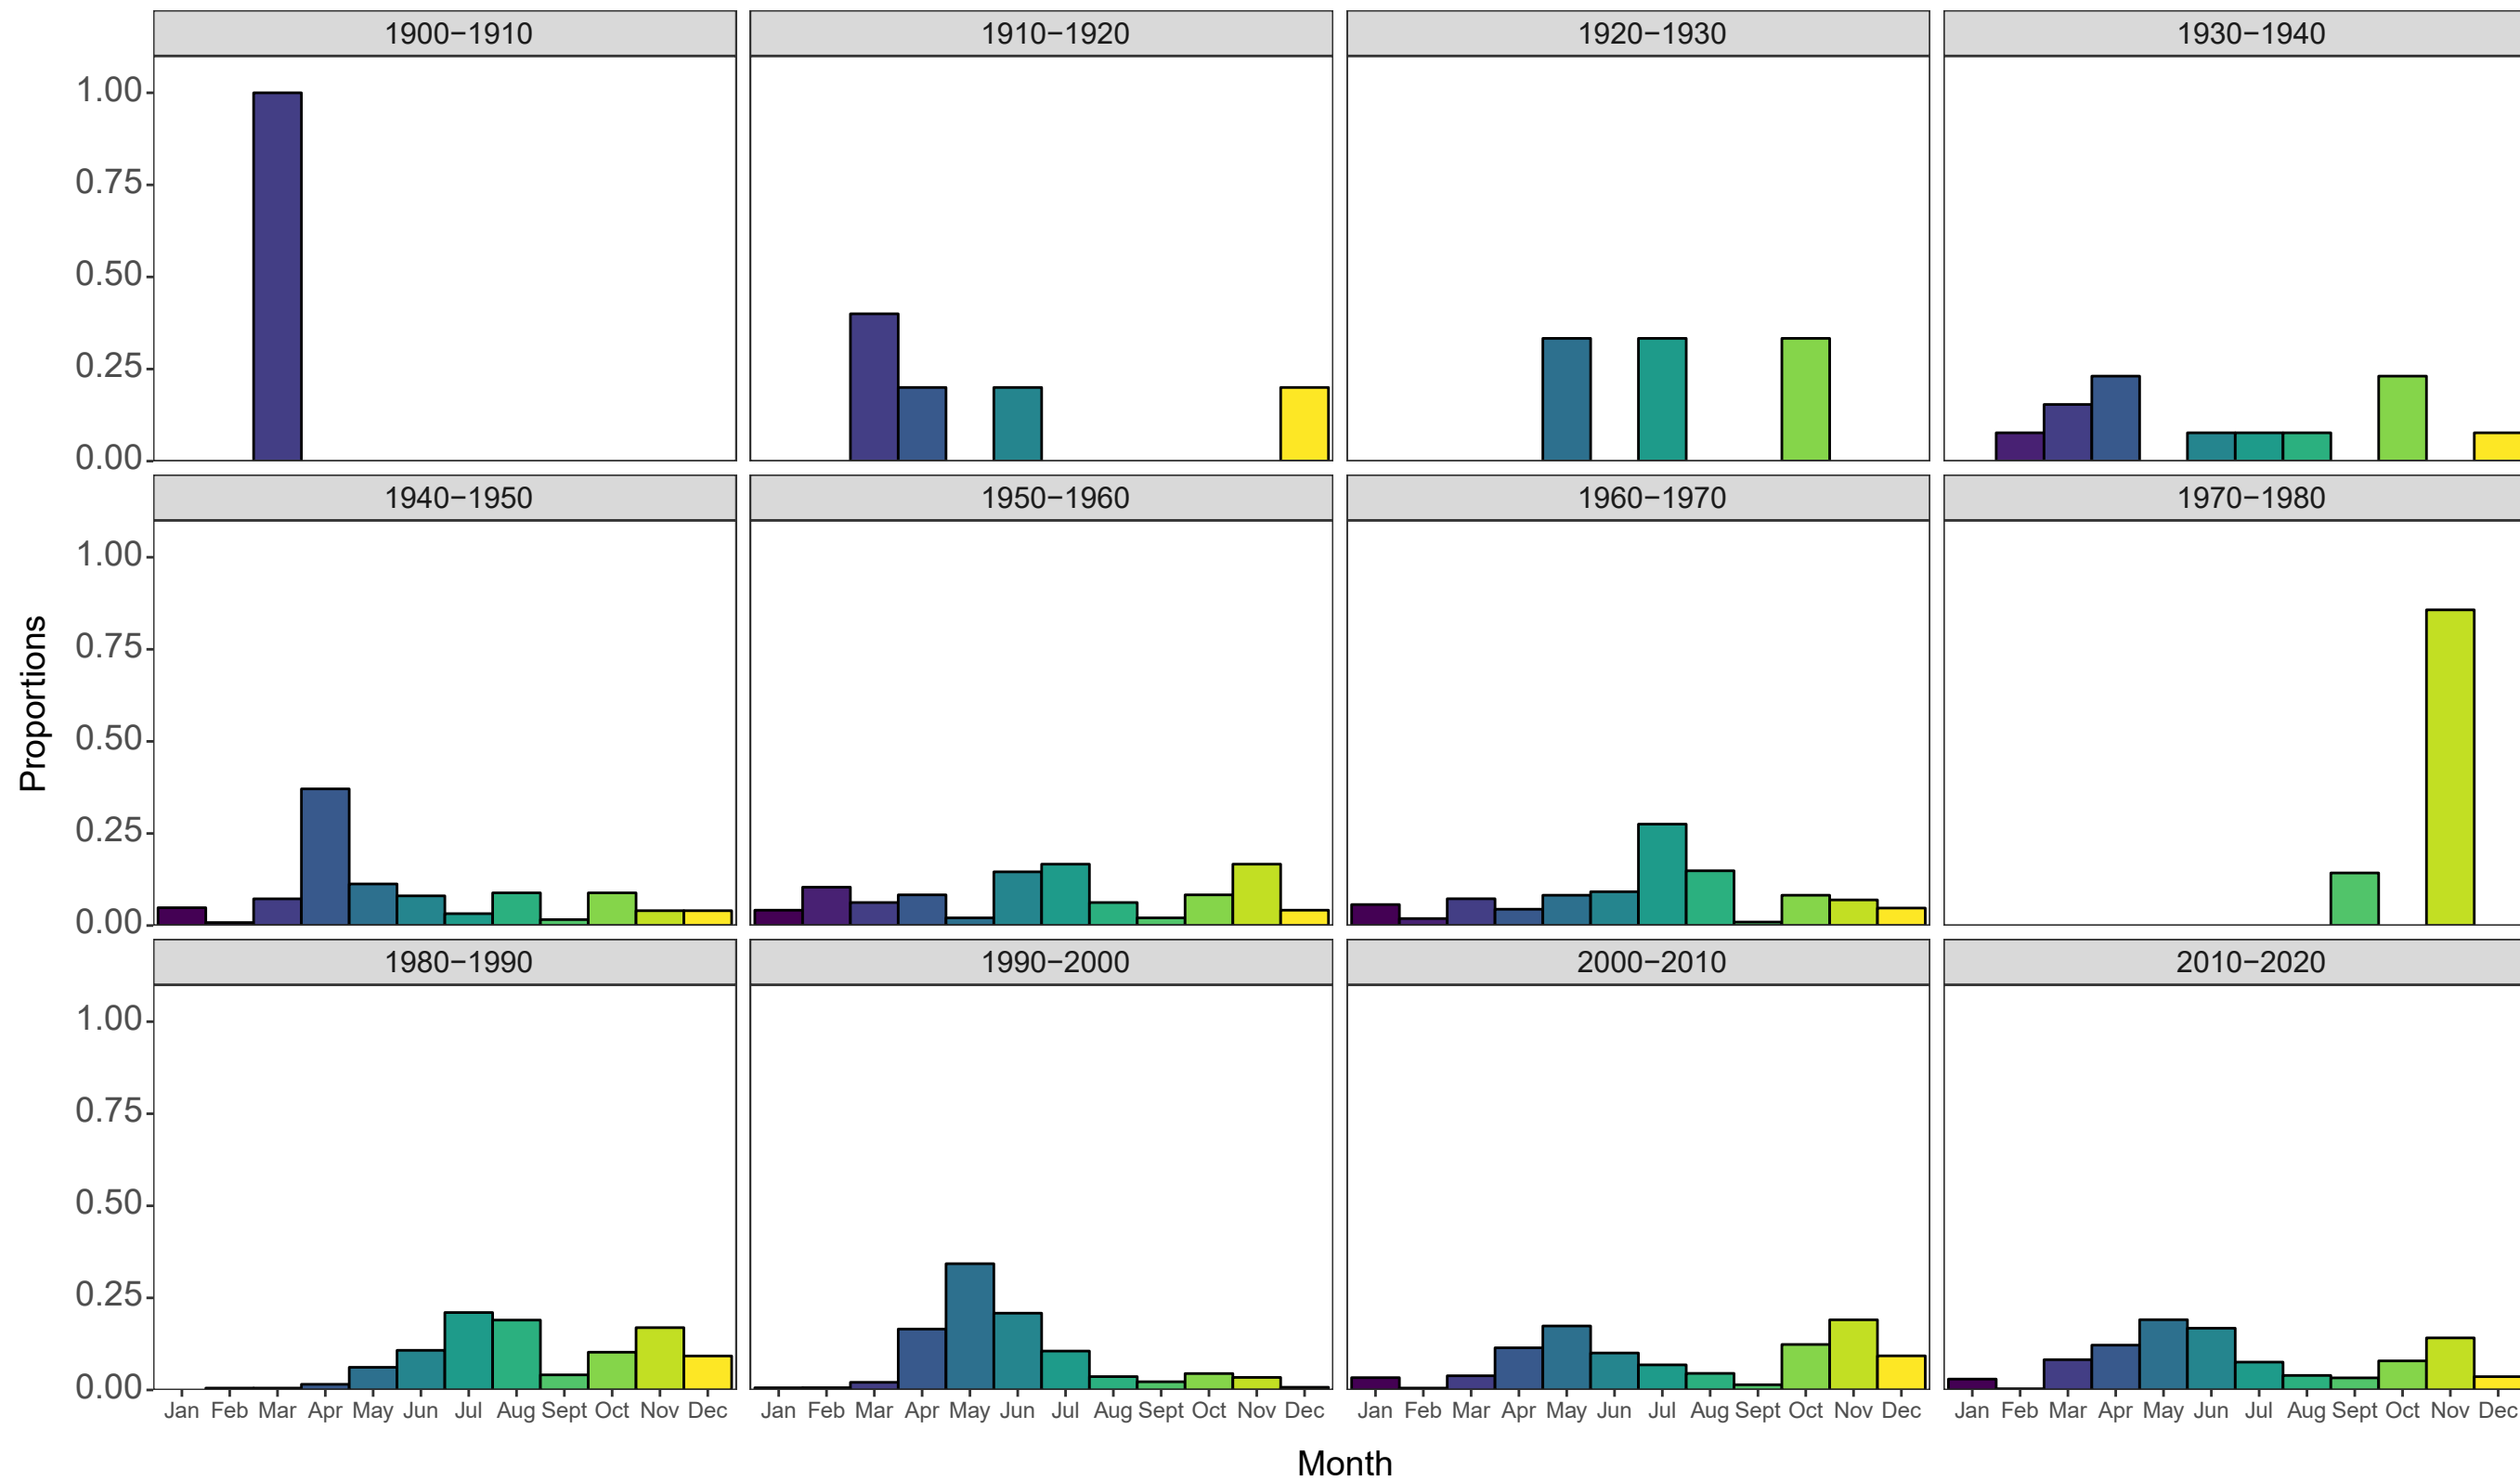 1900−1910 1910−1920 1920−1930 1930−1940
1.00
0.75
0.50
0.25
0.00
1940−1950 1950−1960 1960−1970 1970−1980
1.00
0.75
0.50
0.25
0.00
1980−1990 1990−2000 2000−2010 2010−2020
1.00
0.75
0.50
0.25
0.00
Jan Feb Mar Apr May Jun Jul Aug Sept Oct Nov Dec Jan Feb Mar Apr May Jun Jul Aug Sept Oct Nov Dec Jan Feb Mar Apr May Jun Jul Aug Sept Oct Nov Dec Jan Feb Mar Apr May Jun Jul Aug Sept Oct Nov Dec
Month
Proportions